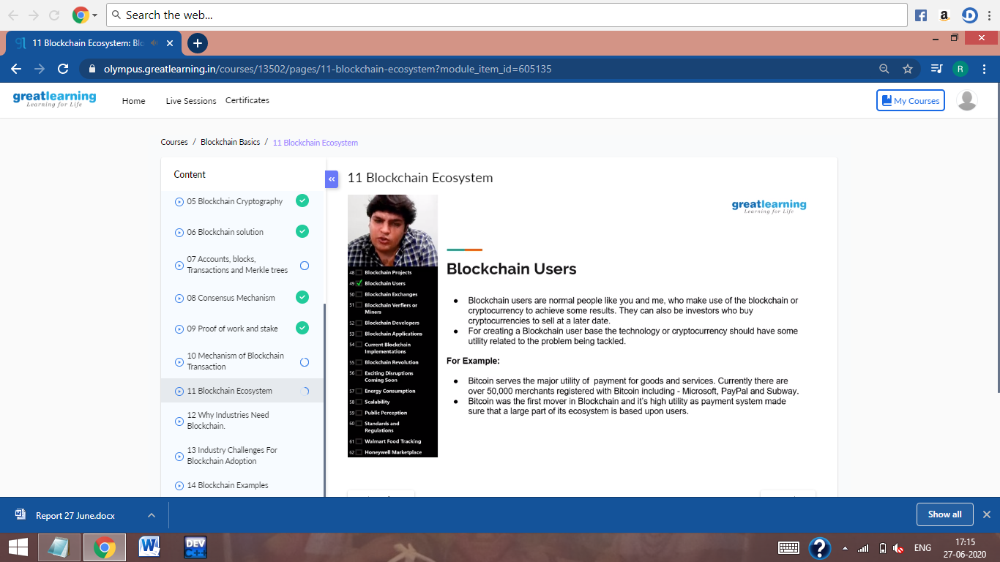 Search the web...
11 Blockchain Ecosystem: Blo
olympus.greatlearning.in/courses/13502/pages/11-blockchain-ecosystem?module_item_id=605135
R
greatlearning
Learning for Life
Home
Live Sessions
Certificates
My Courses
Courses / Blockchain Basics / 11 Blockchain Ecosystem
Content
05 Blockchain Cryptography
06 Blockchain solution
07 Accounts, blocks,
Transactions and Merkle trees
08 Consensus Mechanism
09 Proof of work and stake
10 Mechanism of Blockchain
Transaction
11 Blockchain Ecosystem
12 Why Industries Need
Blockchain.
13 Industry Challenges For
Blockchain Adoption
14 Blockchain Examples
«
11 Blockchain Ecosystem
48 Blockchain Projects
49 Blockchain Users
50 Blockchain Exchanges
51 Blockchain Verfiers or
Miners
52 Blockchain Developers
53 Blockchain Applications
54 Current Blockchain
Implementations
55 Blockchain Revolution
56 Exciting Disruptions
Coming Soon
57 Energy Consumption
58 Scalability
59 Public Perception
60 Standards and
Regulations
61 Walmart Food Tracking
62 Honeywell Marketplace
greatlearning
Learning for Life
Blockchain Users
● Blockchain users are normal people like you and me, who make use of the blockchain or
cryptocurrency to achieve some results. They can also be investors who buy
cryptocurrencies to sell at a later date.
● For creating a Blockchain user base the technology or cryptocurrency should have some
utility related to the problem being tackled.
For Example:
● Bitcoin serves the major utility of payment for goods and services. Currently there are
over 50,000 merchants registered with Bitcoin including - Microsoft, PayPal and Subway.
● Bitcoin was the first mover in Blockchain and it's high utility as payment system made
sure that a large part of its ecosystem is based upon users.
Report 27 June.docx
Show all
DEV
C++
ENG
17:15
27-06-2020